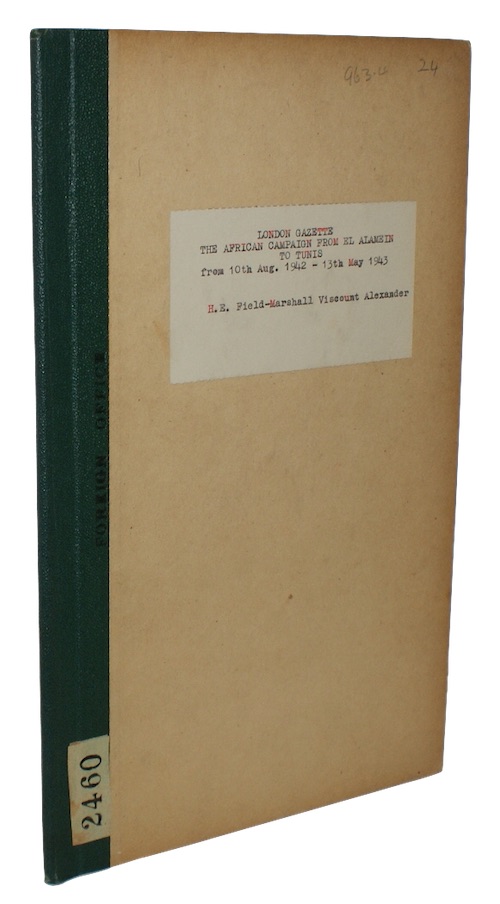 963.4 24
LONDON GAZETTE
THE AFRICAN CAMPAIGN FROM EL ALAMEIN
TO TUNIS
from 10th Aug. 1942 - 13th May 1943
H.E. Field-Marshall Viscount Alexander
FOREIGN OFFICE
2460